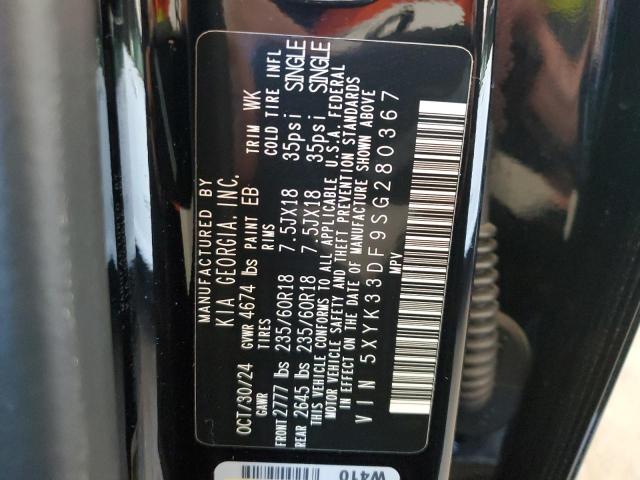 MANUFACTURED BY
KIA GEORGIA, INC.
OCT/30/24 GVWR 4674 lbs PAINT EB TRIM WK
GAWR TIRES RIMS COLD TIRE INFL
FRONT 2777 lbs 235/60R18 7.5JX18 35psi SINGLE
REAR 2645 lbs 235/60R18 7.5JX18 35psi SINGLE
THIS VEHICLE CONFORMS TO ALL APPLICABLE U.S.A. FEDERAL
MOTOR VEHICLE SAFETY AND THEFT PREVENTION STANDARDS
IN EFFECT ON THE DATE OF MANUFACTURE SHOWN ABOVE
VIN 5XYK33DF9SG280367
MPV
W410